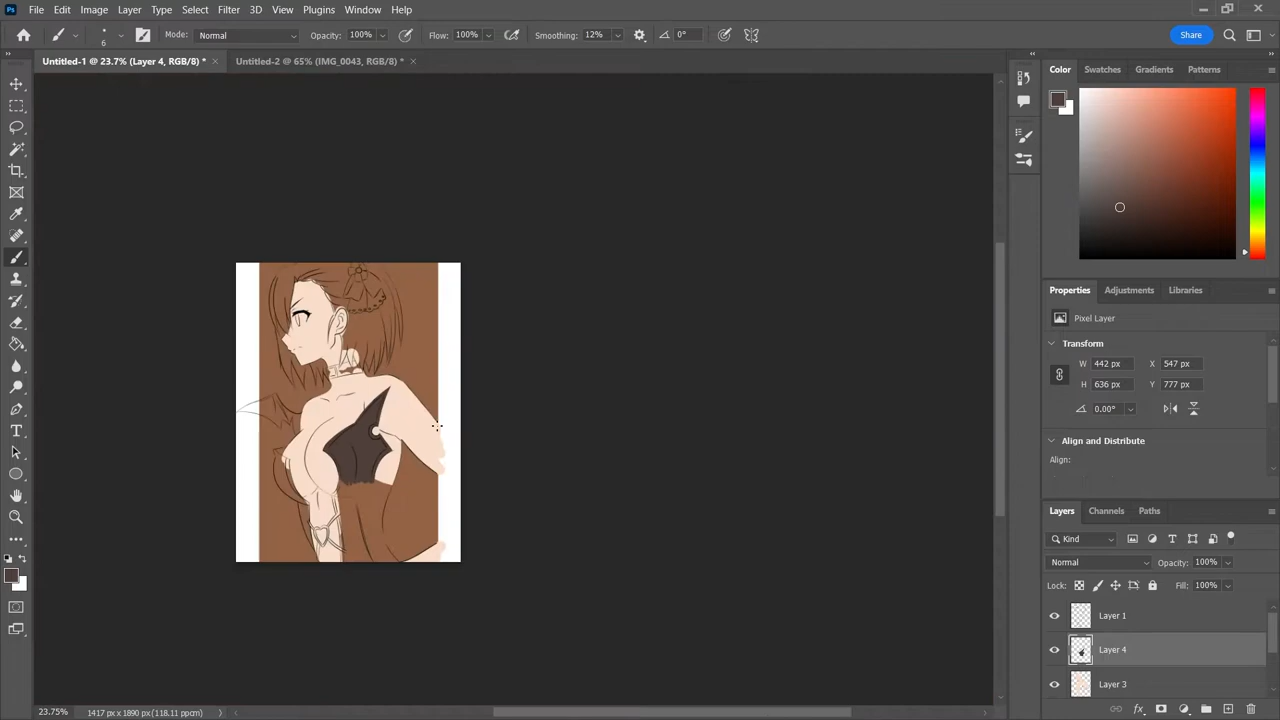 Ps File Edit Image Layer Type Select Filter 3D View Plugins Window Help
6 Mode: Normal Opacity: 100% Flow: 100% Smoothing: 12% 0° Share
Untitled-1 @ 23.7% (Layer 4, RGB/8) * × Untitled-2 @ 65% (IMG_0043, RGB/8) * ×
Color Swatches Gradients Patterns
Properties Adjustments Libraries
Pixel Layer
Transform
W 442 px X 547 px
H 636 px Y 777 px
0.00°
Align and Distribute
Align:
Layers Channels Paths
Kind
Normal Opacity: 100%
Lock: Fill: 100%
Layer 1
Layer 4
Layer 3
23.75% 1417 px x 1890 px (118.11 ppcm)